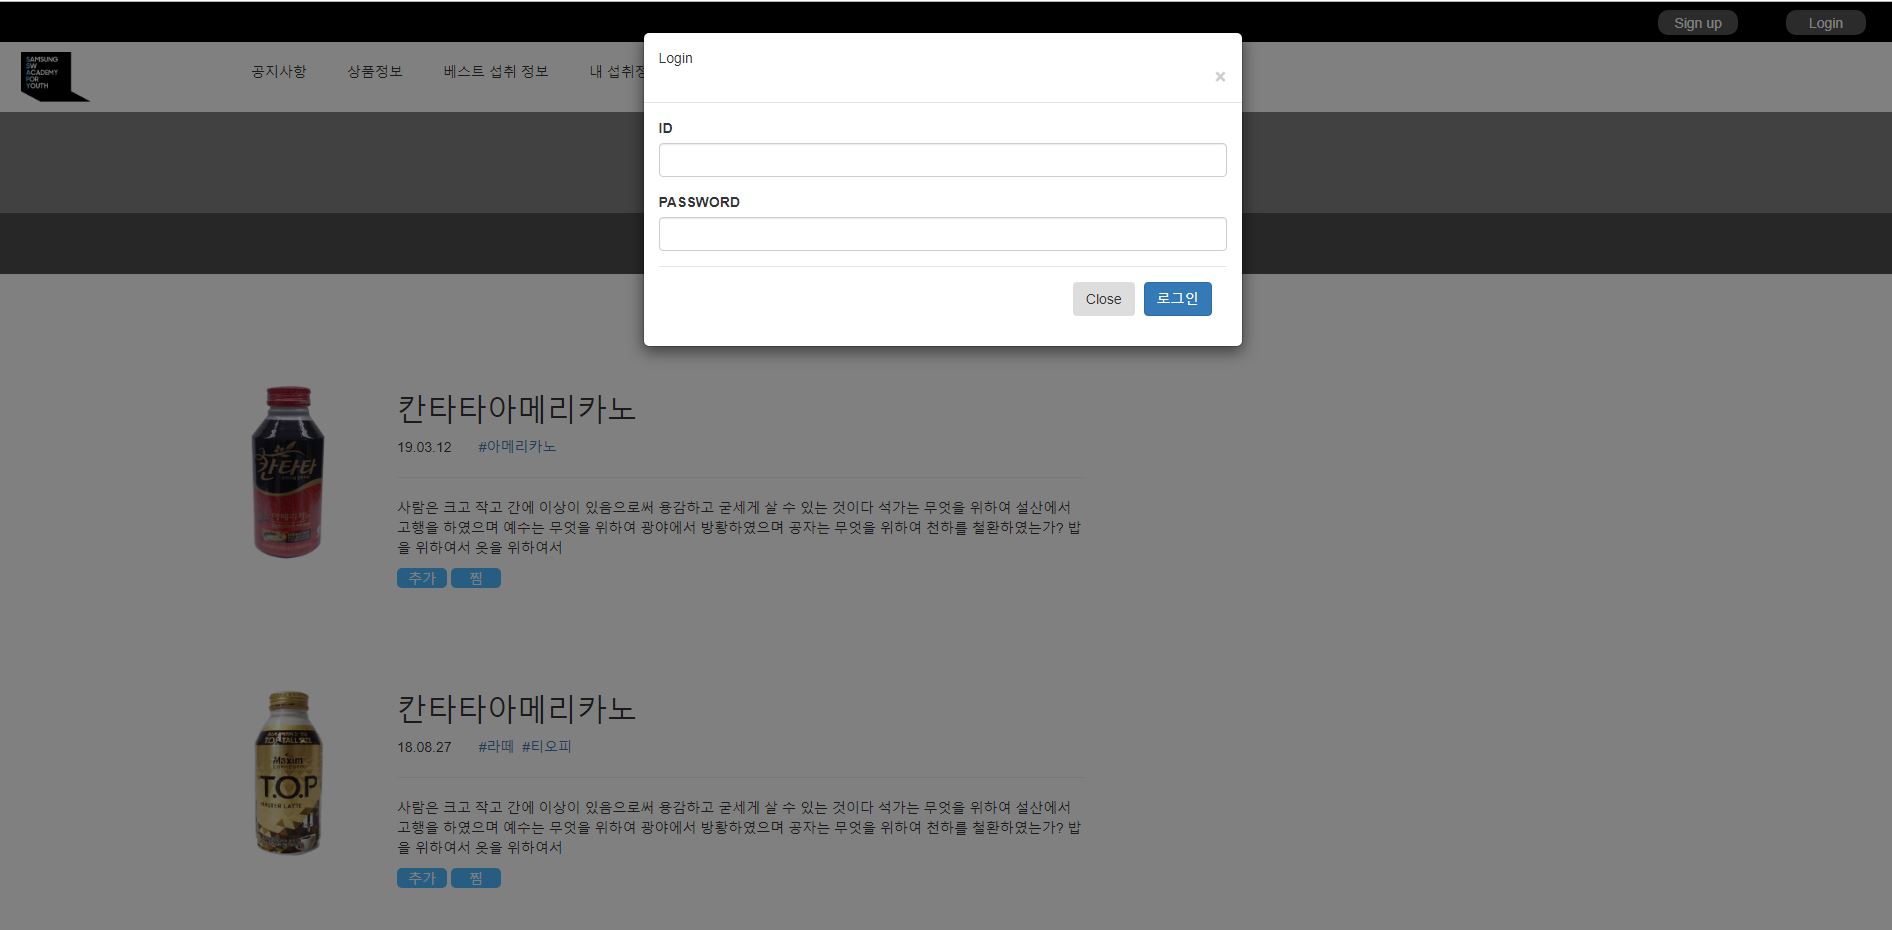 Sign up
Login
SAMSUNG
SW
ACADEMY
FOR
YOUTH
공지사항 상품정보 베스트 섭취 정보 내 섭취정
Login
×
ID
PASSWORD
Close 로그인
칸타타아메리카노
19.03.12 #아메리카노
사람은 크고 작고 간에 이상이 있음으로써 용감하고 굳세게 살 수 있는 것이다 석가는 무엇을 위하여 설산에서
고행을 하였으며 예수는 무엇을 위하여 광야에서 방황하였으며 공자는 무엇을 위하여 천하를 철환하였는가? 밥
을 위하여서 옷을 위하여서
추가 찜
칸타타
아메리카노
칸타타아메리카노
18.08.27 #라떼 #티오피
사람은 크고 작고 간에 이상이 있음으로써 용감하고 굳세게 살 수 있는 것이다 석가는 무엇을 위하여 설산에서
고행을 하였으며 예수는 무엇을 위하여 광야에서 방황하였으며 공자는 무엇을 위하여 천하를 철환하였는가? 밥
을 위하여서 옷을 위하여서
추가 찜
Maxim
T.O.P
MASTER LATTE